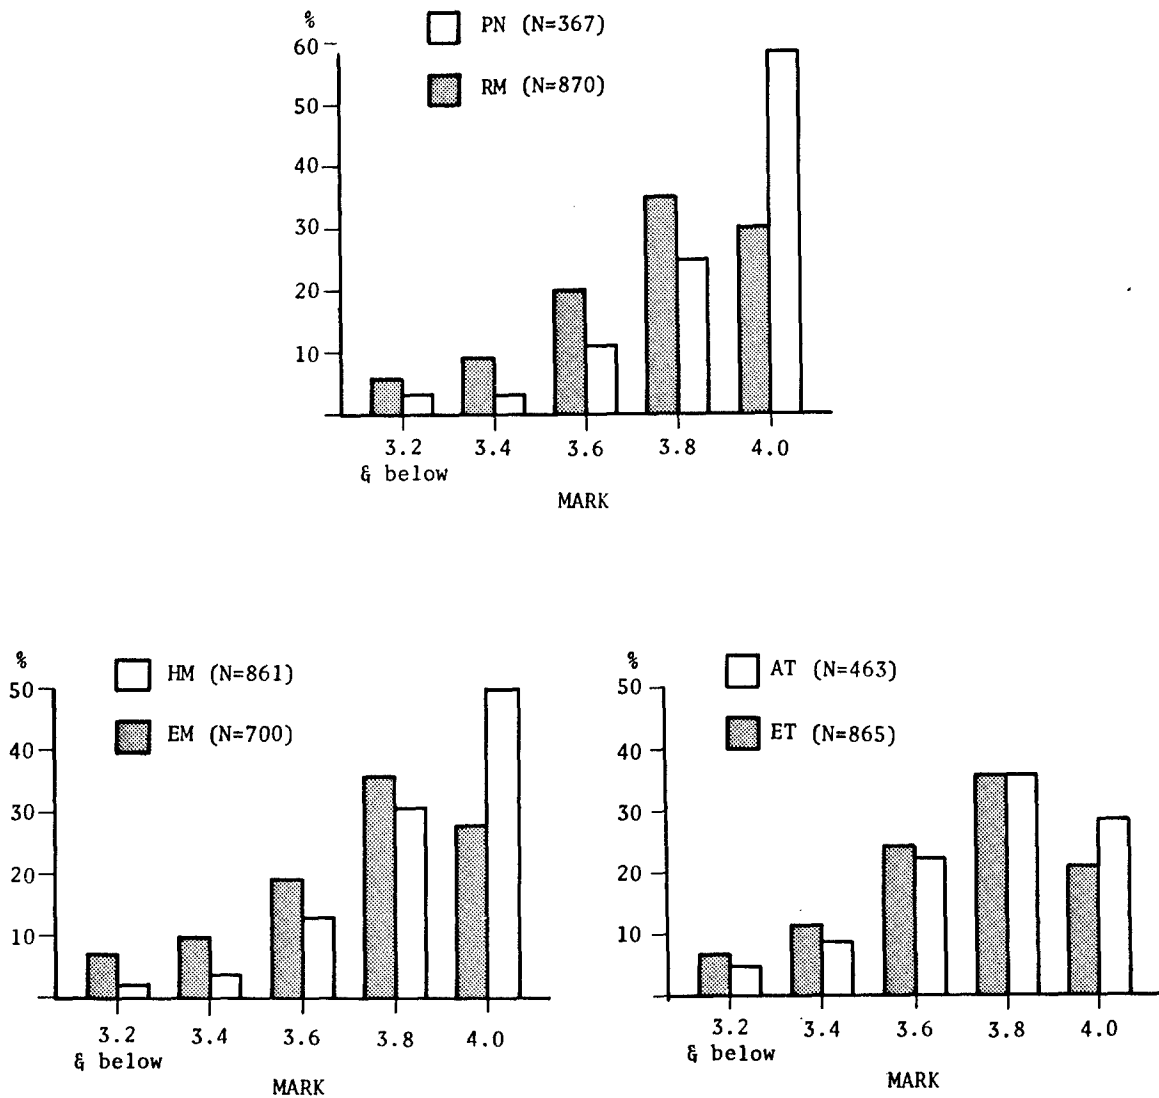 %
PN (N=367)
60
RM (N=870)
50
40
30
20
10
3.2 3.4 3.6 3.8 4.0
& below
MARK
%
HM (N=861)
50
EM (N=700)
40
30
20
10
3.2 3.4 3.6 3.8 4.0
& below
MARK
%
AT (N=463)
50
ET (N=865)
40
30
20
10
3.2 3.4 3.6 3.8 4.0
& below
MARK